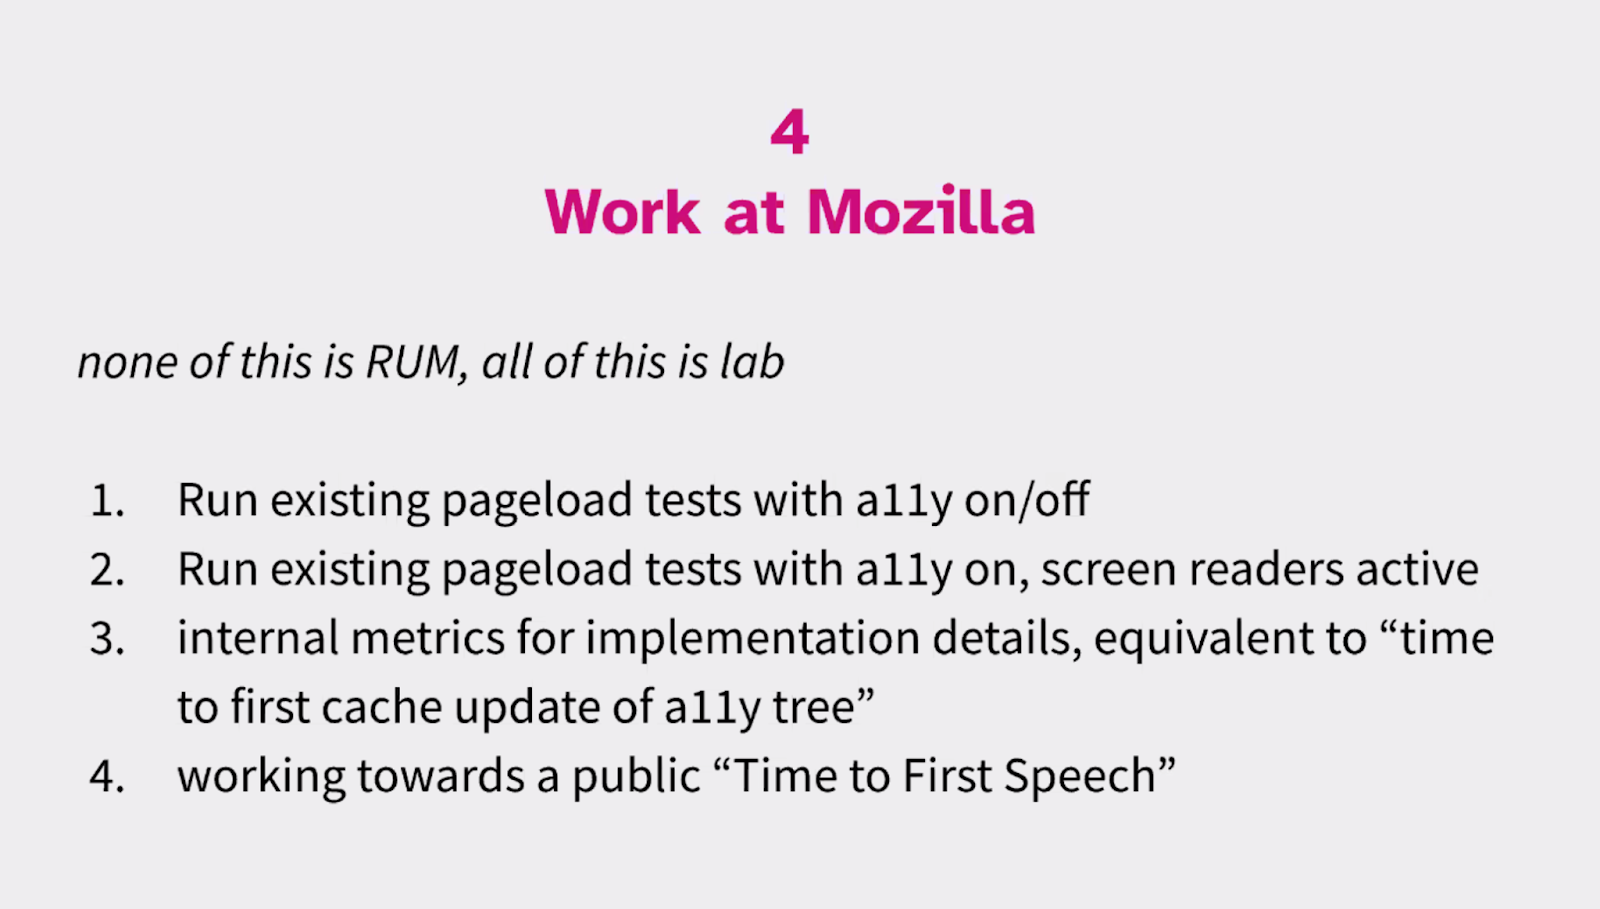 4
Work at Mozilla
none of this is RUM, all of this is lab
1. Run existing pageload tests with a11y on/off
2. Run existing pageload tests with a11y on, screen readers active
3. internal metrics for implementation details, equivalent to “time
to first cache update of a11y tree”
4. working towards a public “Time to First Speech”